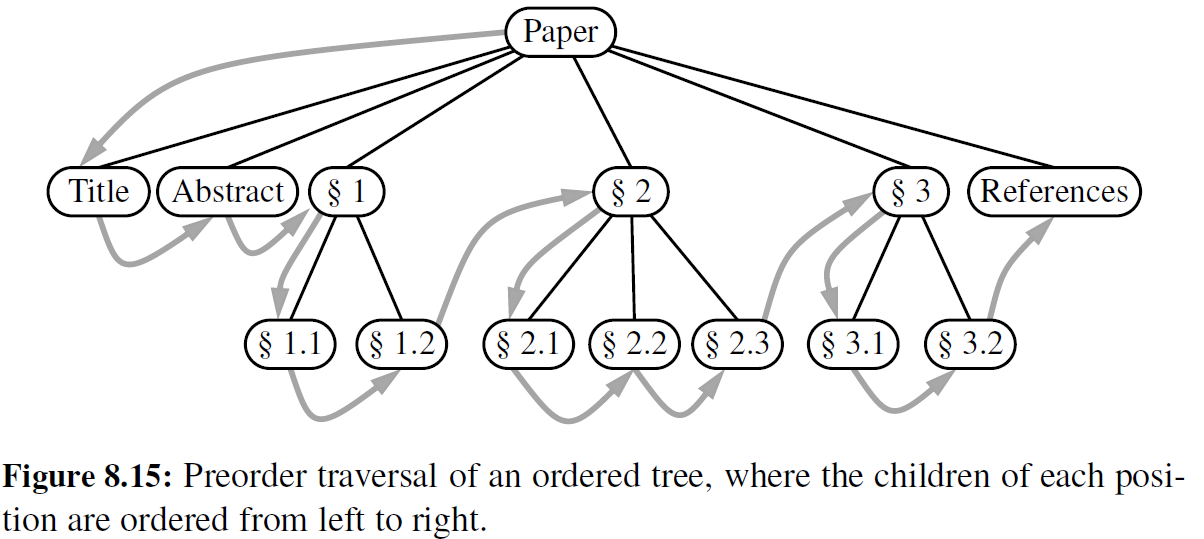 Paper
Title Abstract § 1 § 2 § 3 References
§ 1.1 § 1.2 § 2.1 § 2.2 § 2.3 § 3.1 § 3.2
Figure 8.15: Preorder traversal of an ordered tree, where the children of each posi-
tion are ordered from left to right.